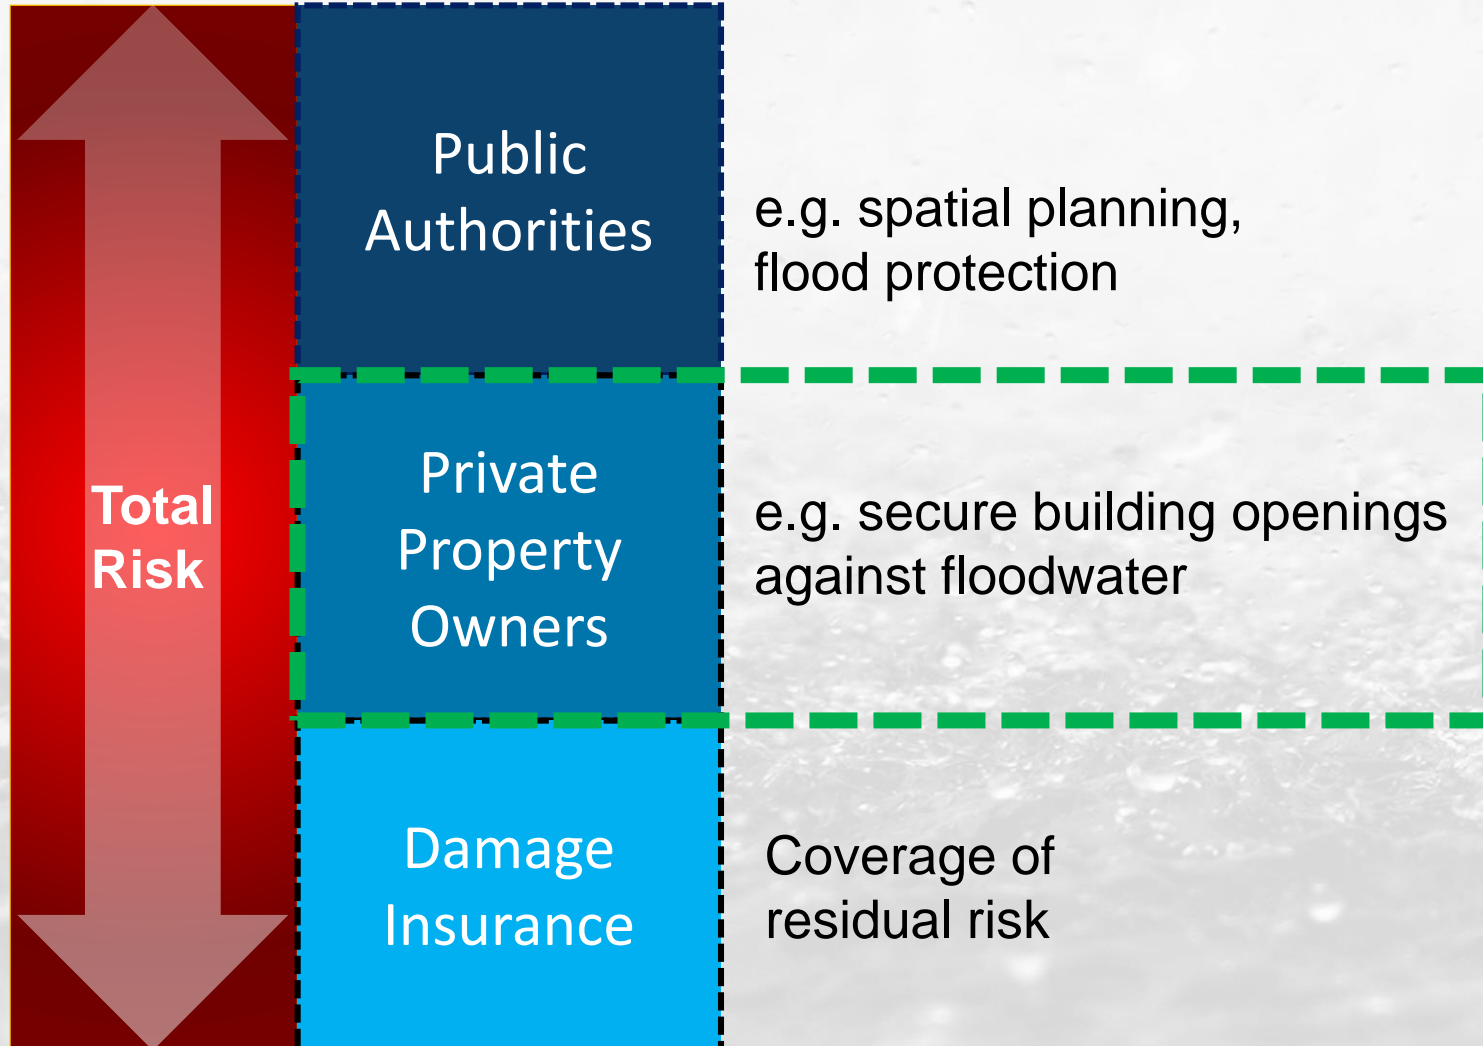 Total
Risk
Public
Authorities
e.g. spatial planning,
flood protection
Private
Property
Owners
e.g. secure building openings
against floodwater
Damage
Insurance
Coverage of
residual risk